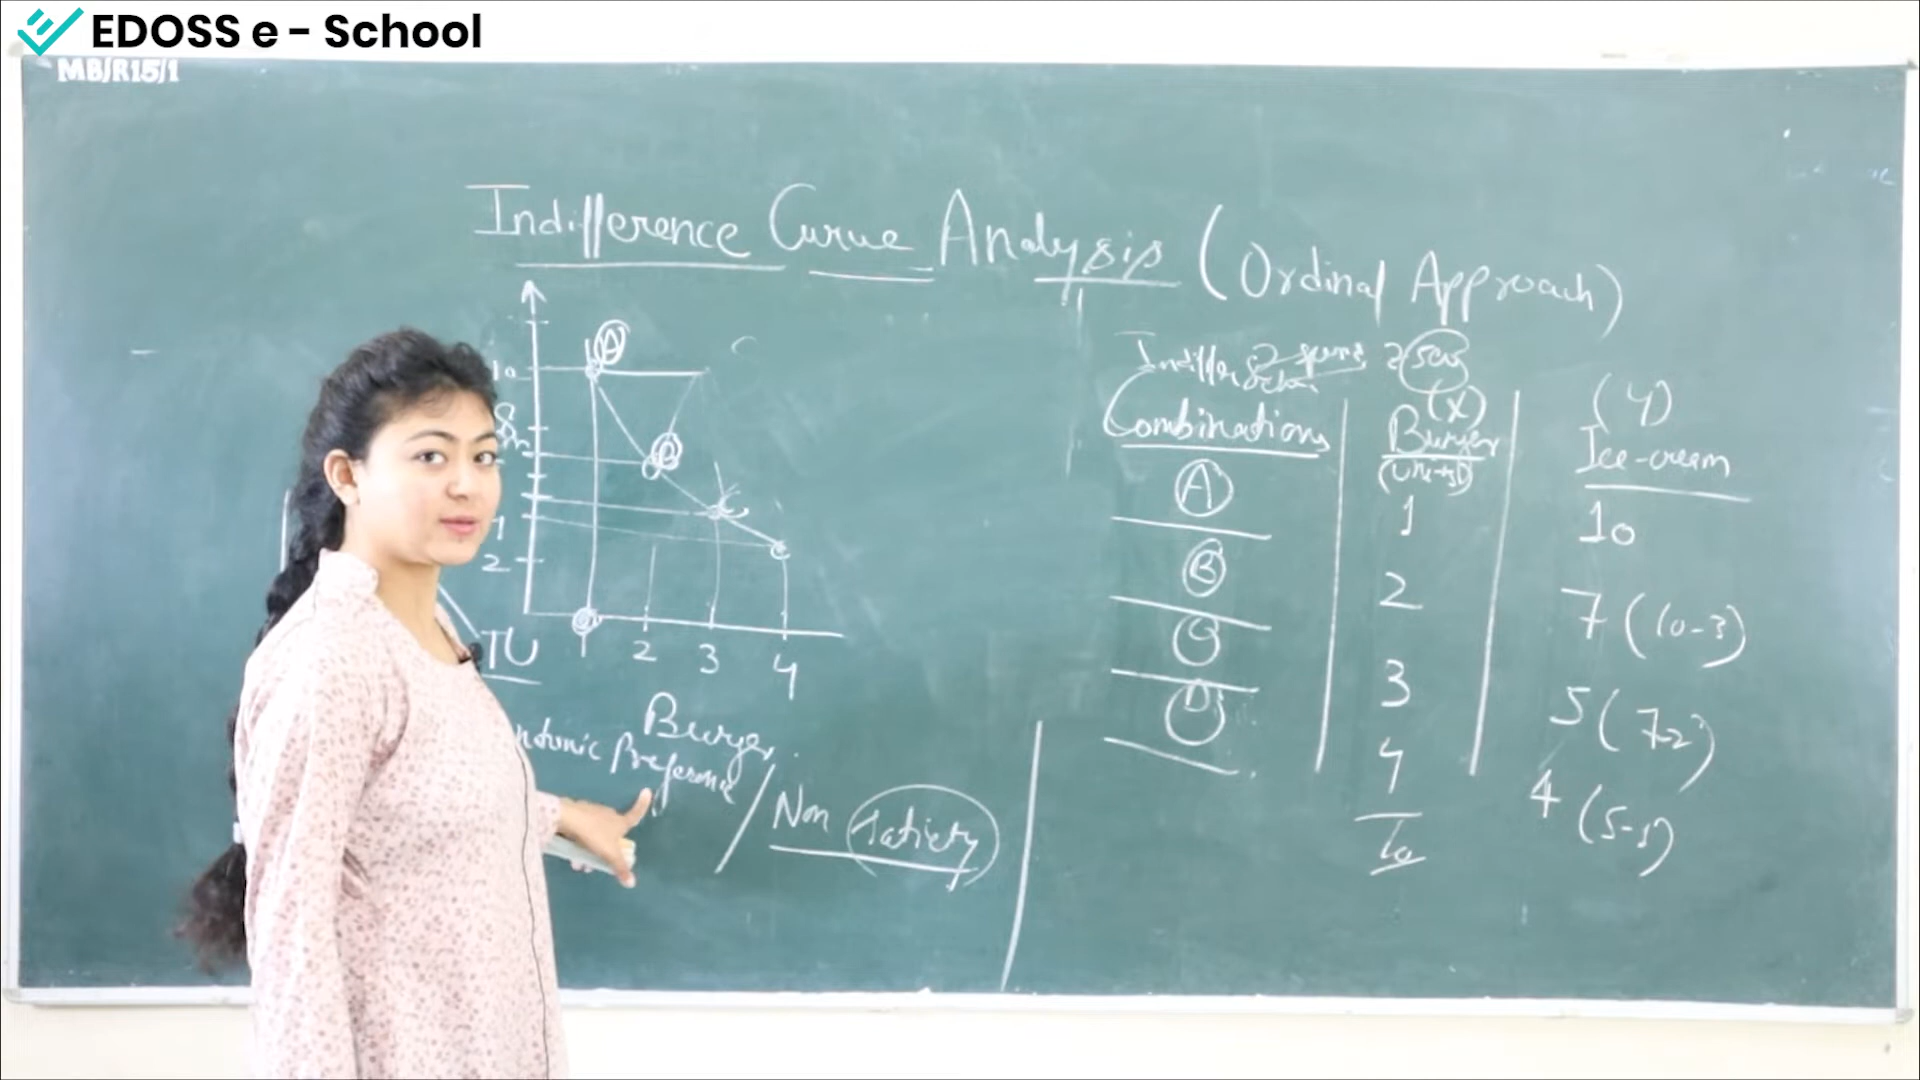 EDOSS e - School
MB/R15/1
Indifference Curve Analysis (Ordinal Approach)
A
10
8
B
C
2
1 2 3 4
TU
Burger
Preference / Non Satiety
(X) (Y)
Combinations Burger Ice-cream
A 1 10
B 2 7 (10-3)
C 3 5 (7-2)
D 4 4 (5-1)
10